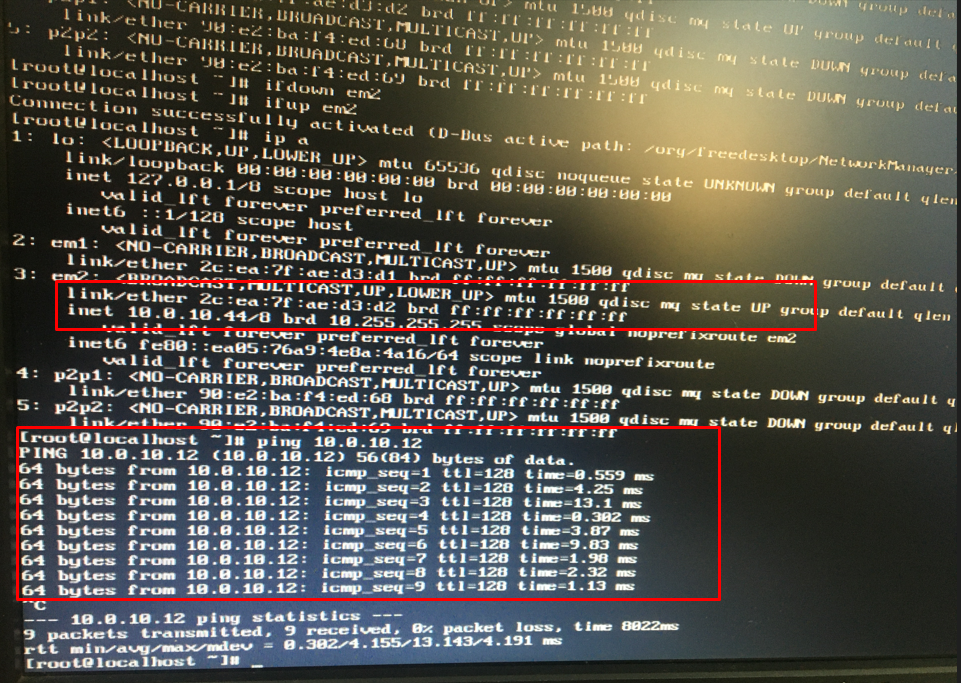 <NO-CARRIER,BROADCAST,MULTICAST,UP> mtu 1500 qdisc mq state UP group defa
5: p2p2: <NO-CARRIER,BROADCAST,MULTICAST,UP> mtu 1500 qdisc mq state DOWN group defa
link/ether 90:e2:ba:f4:ed:69 brd ff:ff:ff:ff:ff:ff
[root@localhost ~]# ifdown em2
[root@localhost ~]# ifup em2
Connection successfully activated (D-Bus active path: /org/freedesktop/NetworkManager
[root@localhost ~]# ip a
1: lo: <LOOPBACK,UP,LOWER_UP> mtu 65536 qdisc noqueue state UNKNOWN group default qlen
link/loopback 00:00:00:00:00:00 brd 00:00:00:00:00:00
inet 127.0.0.1/8 scope host lo
valid_lft forever preferred_lft forever
inet6 ::1/128 scope host
valid_lft forever preferred_lft forever
2: em1: <NO-CARRIER,BROADCAST,MULTICAST,UP> mtu 1500 qdisc mq state DOWN group default qlen
link/ether 2c:ea:7f:ae:d3:d1 brd ff:ff:ff:ff:ff:ff
3: em2: <BROADCAST,MULTICAST,UP,LOWER_UP> mtu 1500 qdisc mq state UP group default qlen
link/ether 2c:ea:7f:ae:d3:d2 brd ff:ff:ff:ff:ff:ff
inet 10.0.10.44/8 brd 10.255.255.255 scope global noprefixroute em2
valid_lft forever preferred_lft forever
inet6 fe80::ea05:76a9:4e8a:4a16/64 scope link noprefixroute
valid_lft forever preferred_lft forever
4: p2p1: <NO-CARRIER,BROADCAST,MULTICAST,UP> mtu 1500 qdisc mq state DOWN group default q
link/ether 90:e2:ba:f4:ed:68 brd ff:ff:ff:ff:ff:ff
5: p2p2: <NO-CARRIER,BROADCAST,MULTICAST,UP> mtu 1500 qdisc mq state DOWN group default ql
link/ether 90:e2:ba:f4:ed:69 brd ff:ff:ff:ff:ff:ff
[root@localhost ~]# ping 10.0.10.12
PING 10.0.10.12 (10.0.10.12) 56(84) bytes of data.
64 bytes from 10.0.10.12: icmp_seq=1 ttl=128 time=0.559 ms
64 bytes from 10.0.10.12: icmp_seq=2 ttl=128 time=4.25 ms
64 bytes from 10.0.10.12: icmp_seq=3 ttl=128 time=13.1 ms
64 bytes from 10.0.10.12: icmp_seq=4 ttl=128 time=0.302 ms
64 bytes from 10.0.10.12: icmp_seq=5 ttl=128 time=3.87 ms
64 bytes from 10.0.10.12: icmp_seq=6 ttl=128 time=9.83 ms
64 bytes from 10.0.10.12: icmp_seq=7 ttl=128 time=1.98 ms
64 bytes from 10.0.10.12: icmp_seq=8 ttl=128 time=2.32 ms
64 bytes from 10.0.10.12: icmp_seq=9 ttl=128 time=1.13 ms
^C
--- 10.0.10.12 ping statistics ---
9 packets transmitted, 9 received, 0% packet loss, time 8022ms
rtt min/avg/max/mdev = 0.302/4.155/13.143/4.191 ms
[root@localhost ~]# _